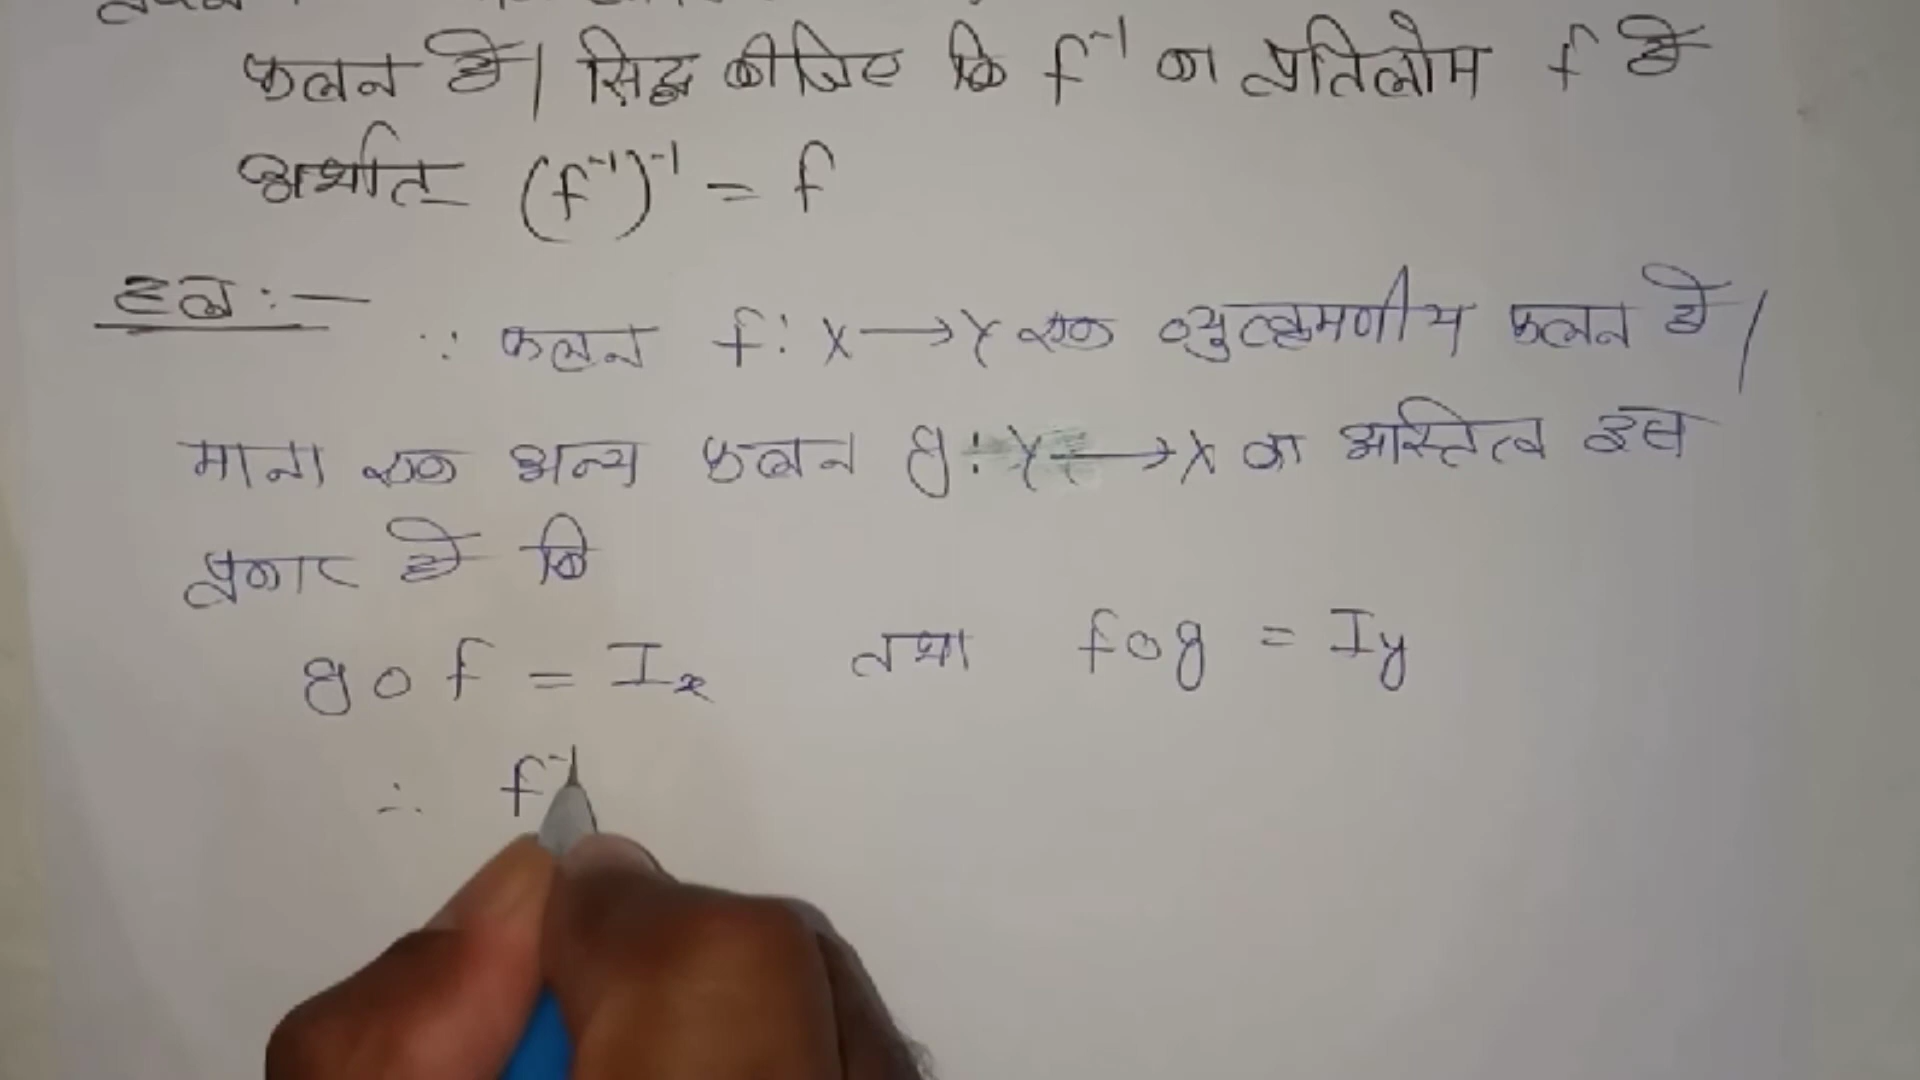 फलन है। सिद्ध कीजिए कि f⁻¹ का प्रतिलोम f है
अर्थात (f⁻¹)⁻¹ = f
हल :— ∵ फलन f : X → Y एक व्युत्क्रमणीय फलन है।
माना एक अन्य फलन g : Y → X का अस्तित्व इस
प्रकार है कि
g o f = Iₓ तथा f o g = Iy
∴ f⁻¹